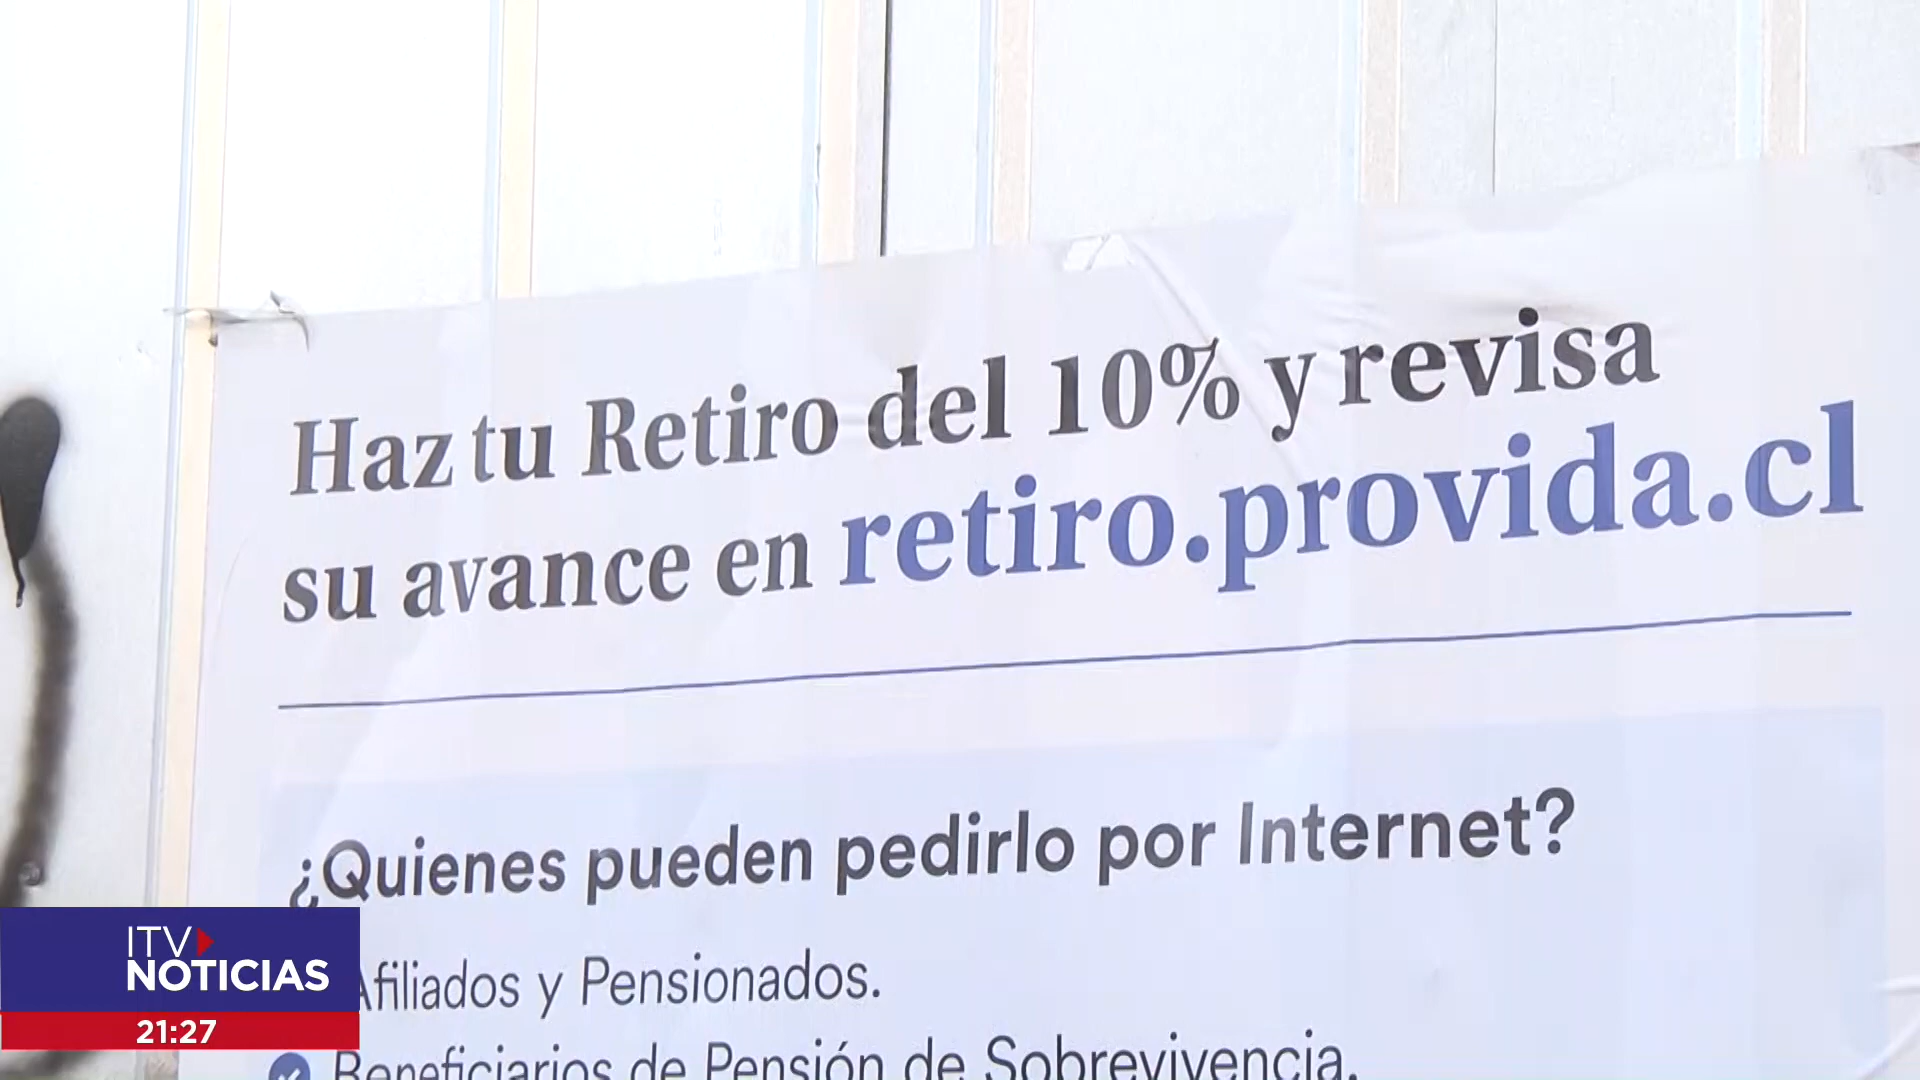 Haz tu Retiro del 10% y revisa
su avance en retiro.provida.cl
¿Quienes pueden pedirlo por Internet?
Afiliados y Pensionados.
Beneficiarios de Pensión de Sobrevivencia.
ITV
NOTICIAS
21:27